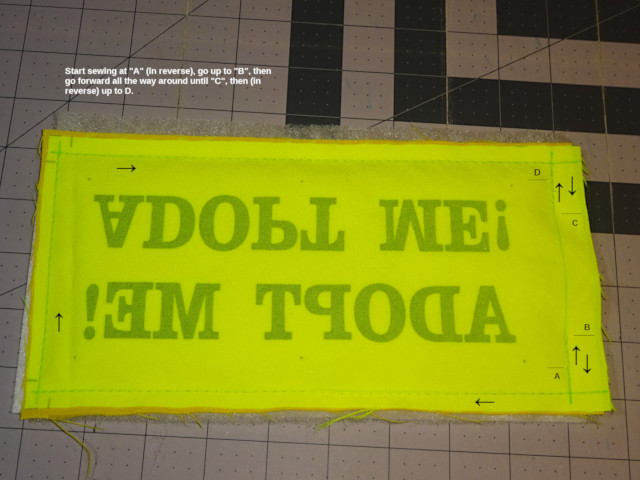 Start sewing at "A" (in reverse), go up to "B", then
go forward all the way around until "C", then (in
reverse) up to D.
D
C
ADOPT ME!
ADOPT ME!
B
A